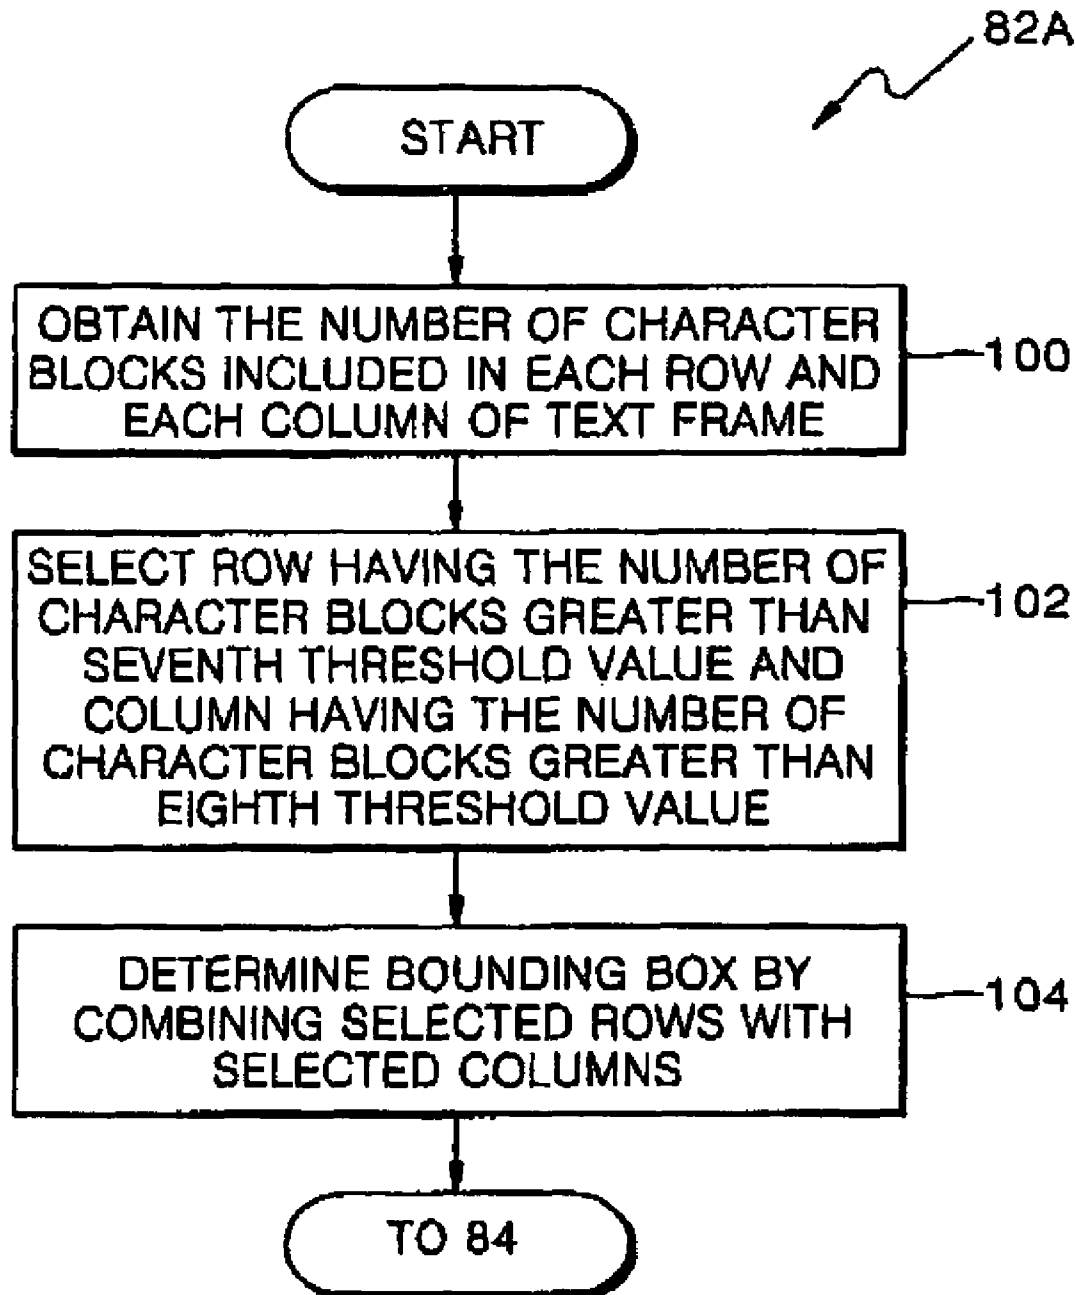 82A
START
OBTAIN THE NUMBER OF CHARACTER
BLOCKS INCLUDED IN EACH ROW AND
EACH COLUMN OF TEXT FRAME
100
SELECT ROW HAVING THE NUMBER OF
CHARACTER BLOCKS GREATER THAN
SEVENTH THRESHOLD VALUE AND
COLUMN HAVING THE NUMBER OF
CHARACTER BLOCKS GREATER THAN
EIGHTH THRESHOLD VALUE
102
DETERMINE BOUNDING BOX BY
COMBINING SELECTED ROWS WITH
SELECTED COLUMNS
104
TO 84